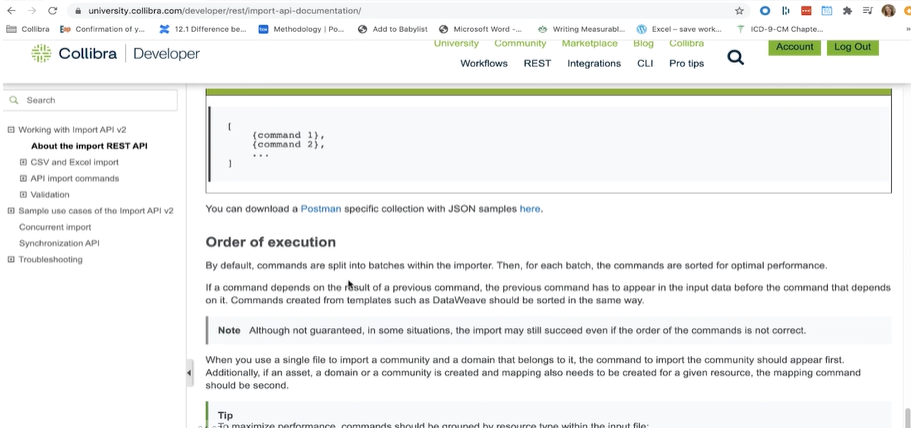 university.collibra.com/developer/rest/import-api-documentation/
Collibra
Confirmation of y...
12.1 Difference be...
Methodology | Po...
Add to Babylist
Microsoft Word -...
Writing Measurabl...
Excel – save work...
ICD-9-CM Chapte...
»
Collibra | Developer
University Community Marketplace Blog Collibra
Account Log Out
Workflows REST Integrations CLI Pro tips
Search
Working with Import API v2
About the import REST API
CSV and Excel import
API import commands
Validation
Sample use cases of the Import API v2
Concurrent import
Synchronization API
Troubleshooting
[
{command 1},
{command 2},
...
]
You can download a Postman specific collection with JSON samples here.
Order of execution
By default, commands are split into batches within the importer. Then, for each batch, the commands are sorted for optimal performance.
If a command depends on the result of a previous command, the previous command has to appear in the input data before the command that depends
on it. Commands created from templates such as DataWeave should be sorted in the same way.
Note Although not guaranteed, in some situations, the import may still succeed even if the order of the commands is not correct.
When you use a single file to import a community and a domain that belongs to it, the command to import the community should appear first.
Additionally, if an asset, a domain or a community is created and mapping also needs to be created for a given resource, the mapping command
should be second.
Tip
To maximize performance, commands should be grouped by resource type within the input file: